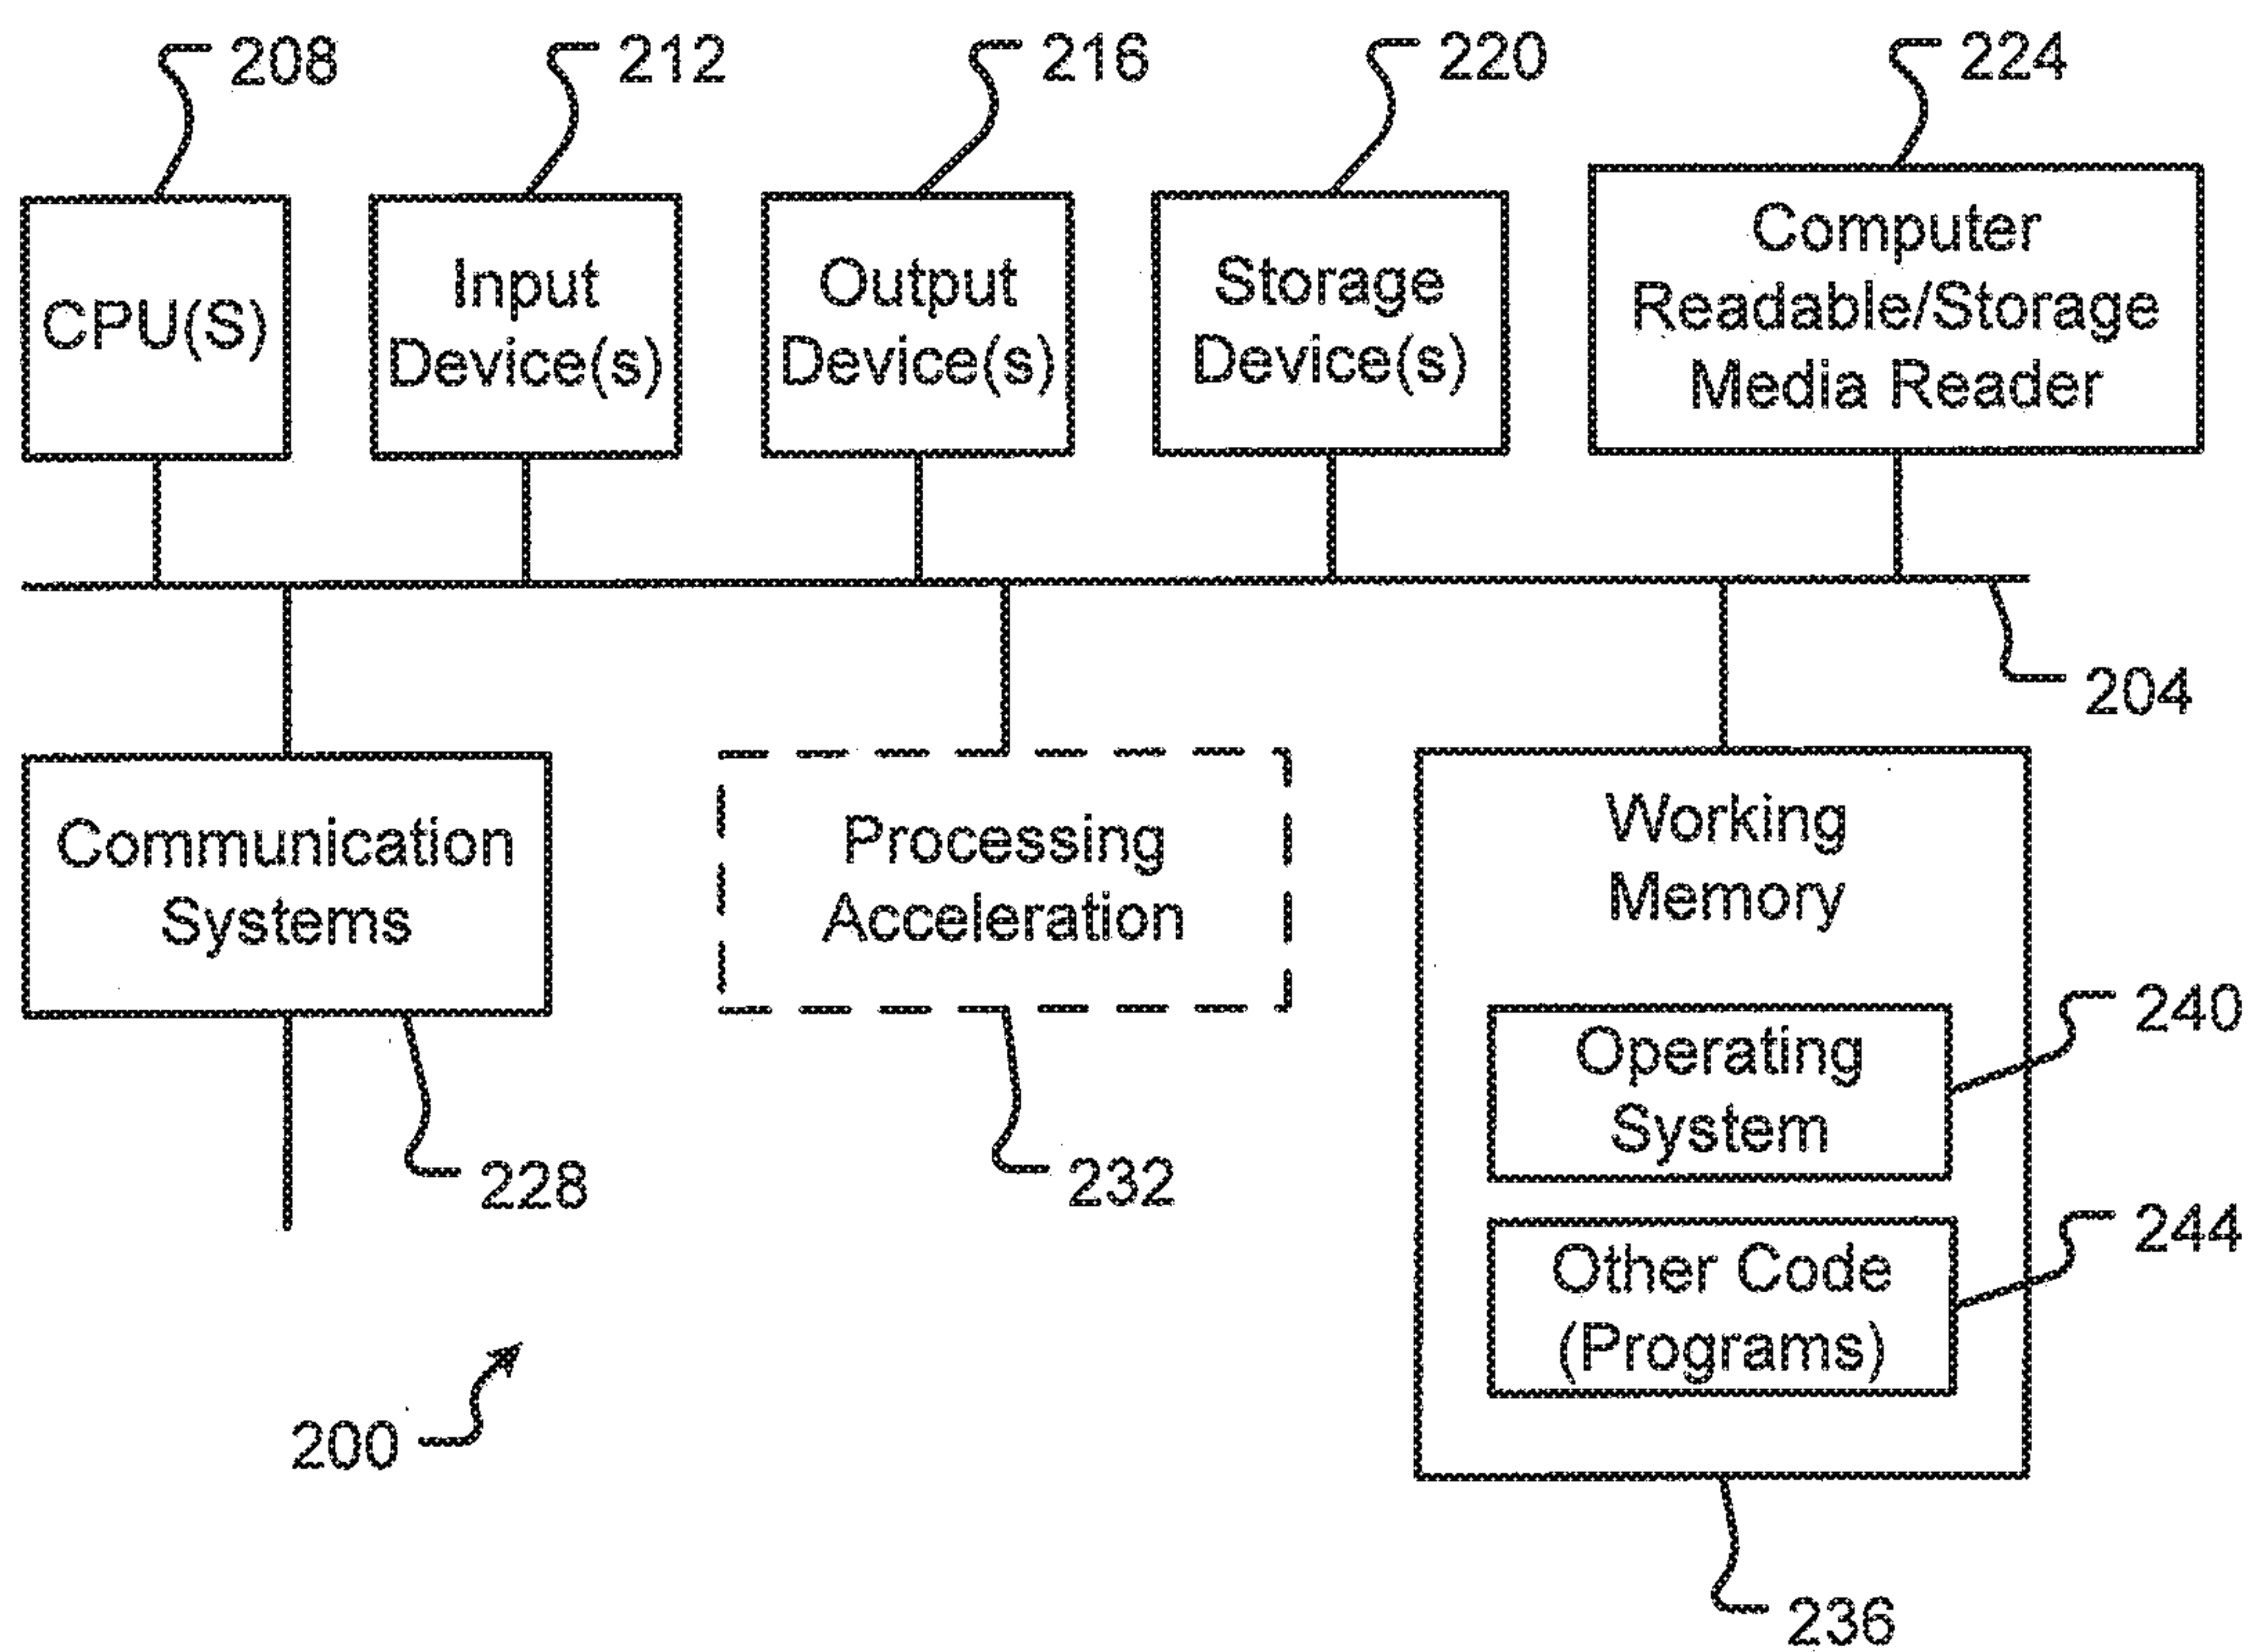 208
212
216
220
224
CPU(S)
Input
Device(s)
Output
Device(s)
Storage
Device(s)
Computer
Readable/Storage
Media Reader
204
Communication
Systems
Processing
Acceleration
Working
Memory
Operating
System
240
Other Code
(Programs)
244
228
232
200
236